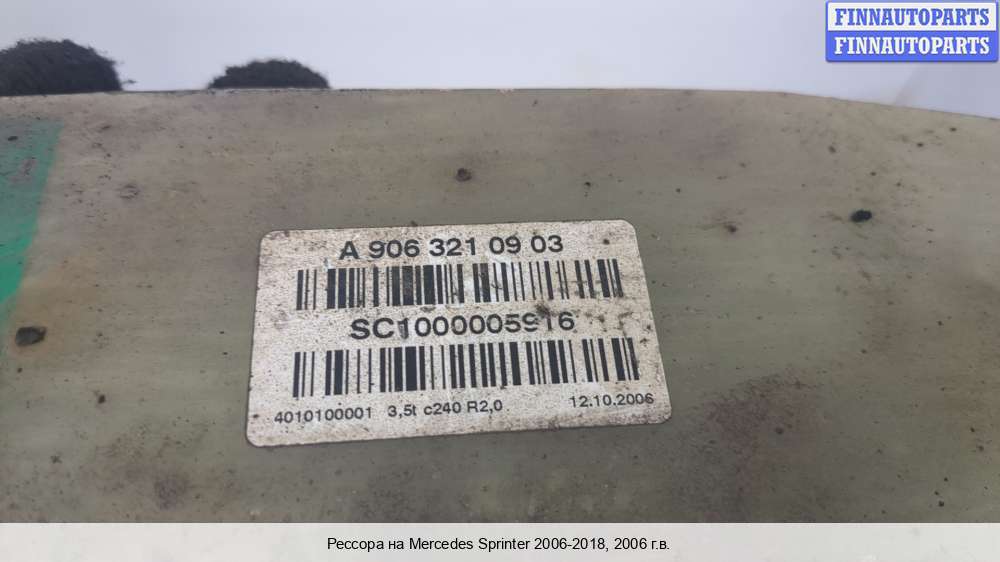 FINNAUTOPARTS
FINNAUTOPARTS
A 906 321 09 03
SC1000005916
4010100001 3,5t c240 R2,0 12.10.2006
Рессора на Mercedes Sprinter 2006-2018, 2006 г.в.